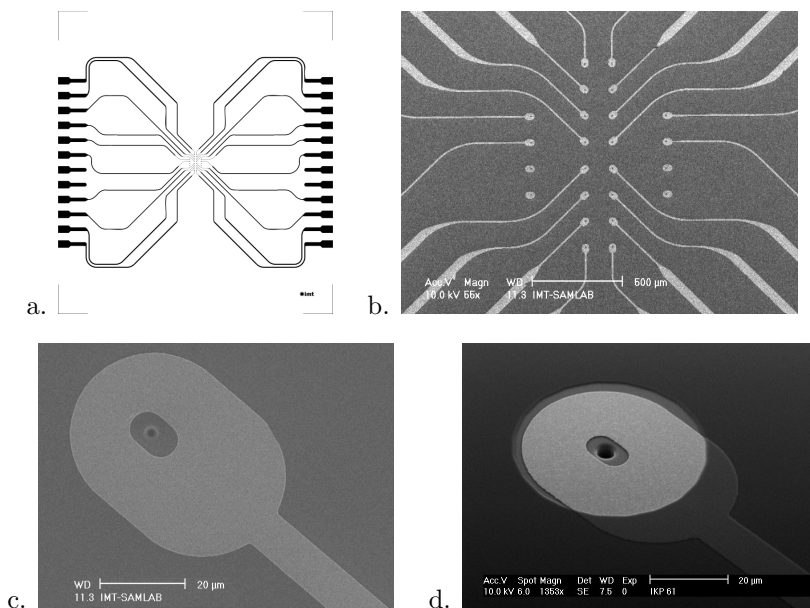 imt
a.
Acc.V Magn WD 500 µm
10.0 kV 55x 11.3 IMT-SAMLAB
b.
WD 20 µm
11.3 IMT-SAMLAB
c.
Acc.V Spot Magn Det WD Exp 20 µm
10.0 kV 6.0 1353x SE 7.5 0 IKP 61
d.